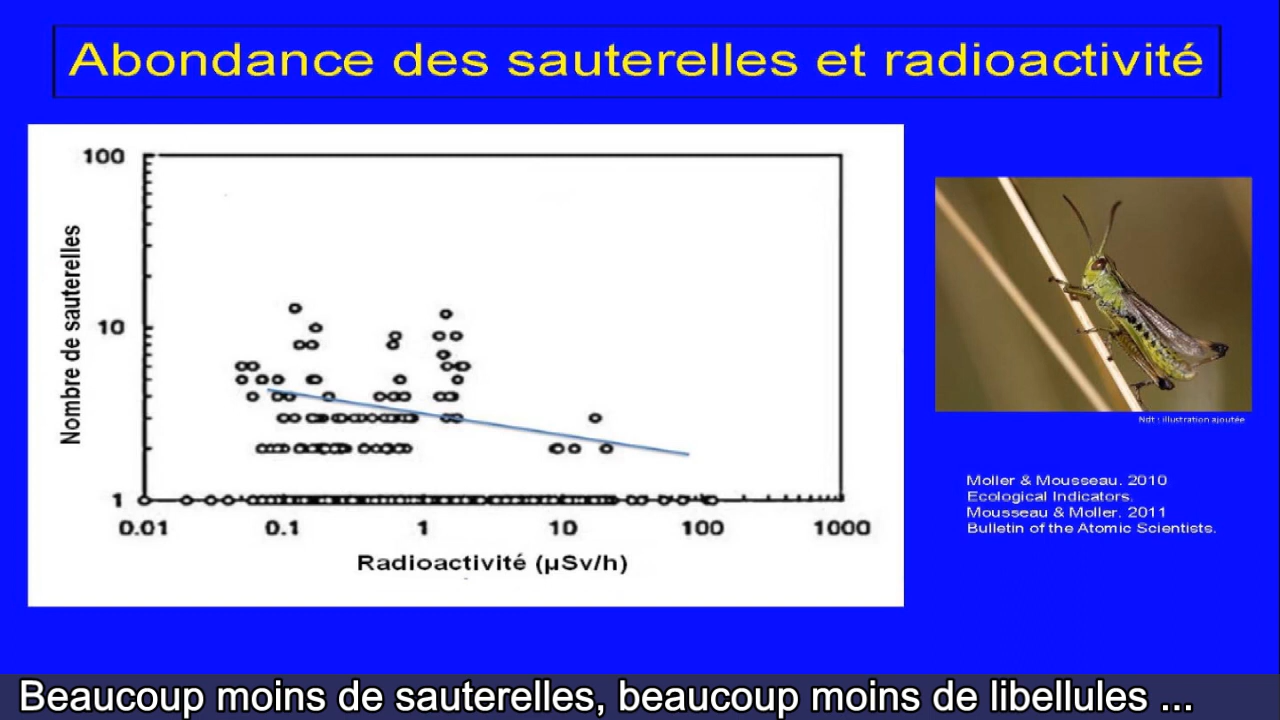 Abondance des sauterelles et radioactivité
100
10
1
Nombre de sauterelles
0.01 0.1 1 10 100 1000
Radioactivité (µSv/h)
Ndt : illustration ajoutée
Moller & Mousseau. 2010
Ecological Indicators.
Mousseau & Moller. 2011
Bulletin of the Atomic Scientists.
Beaucoup moins de sauterelles, beaucoup moins de libellules ...